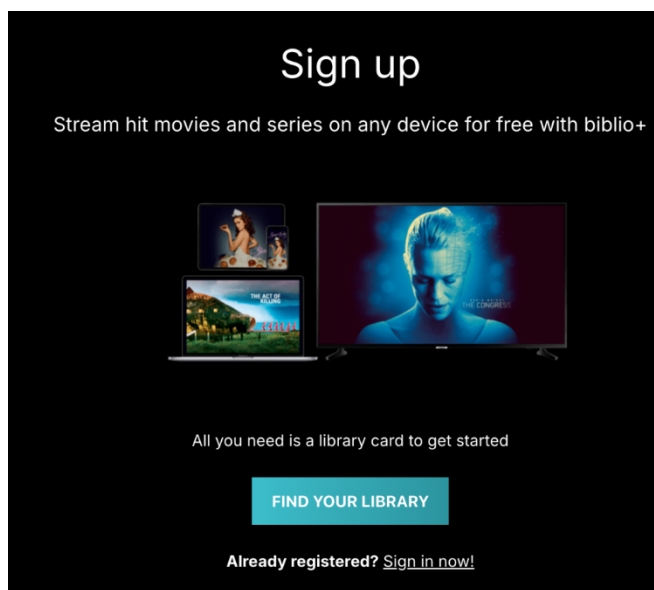 Sign up
Stream hit movies and series on any device for free with biblio+
THE ACT OF
KILLING
THE CONGRESS
All you need is a library card to get started
FIND YOUR LIBRARY
Already registered? Sign in now!